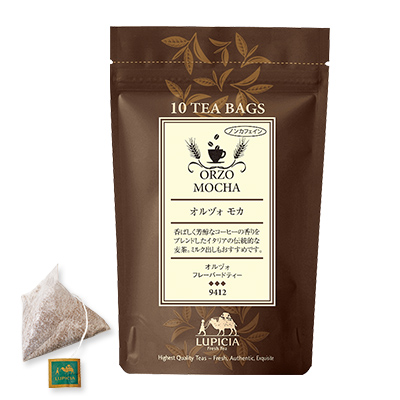 10 TEA BAGS
ノンカフェイン
ORZO
MOCHA
オルヅォ モカ
香ばしく芳醇なコーヒーの香りを
ブレンドしたイタリアの伝統的な
麦茶。ミルク出しもおすすめです。
オルヅォ
フレーバードティー
9412
LUPICIA
Fresh Tea
Highest Quality Teas – Fresh, Authentic, Exquisite